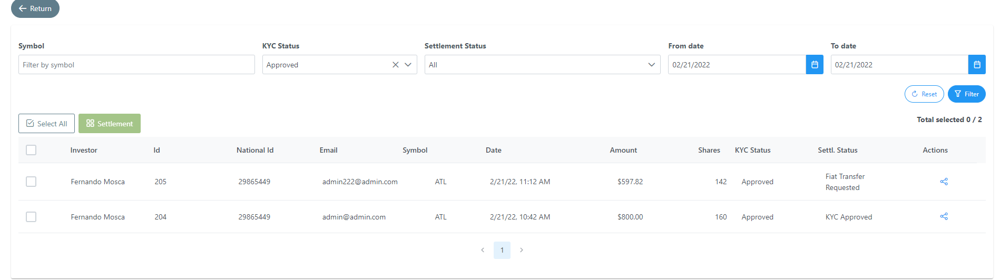 Return
Symbol KYC Status Settlement Status From date To date
Filter by symbol Approved All 02/21/2022 02/21/2022
Reset Filter
Select All Settlement Total selected 0 / 2
Investor Id National Id Email Symbol Date Amount Shares KYC Status Settl. Status Actions
Fernando Mosca 205 29865449 admin222@admin.com ATL 2/21/22, 11:12 AM $597.82 142 Approved Fiat Transfer
Requested
Fernando Mosca 204 29865449 admin@admin.com ATL 2/21/22, 10:42 AM $800.00 160 Approved KYC Approved
1